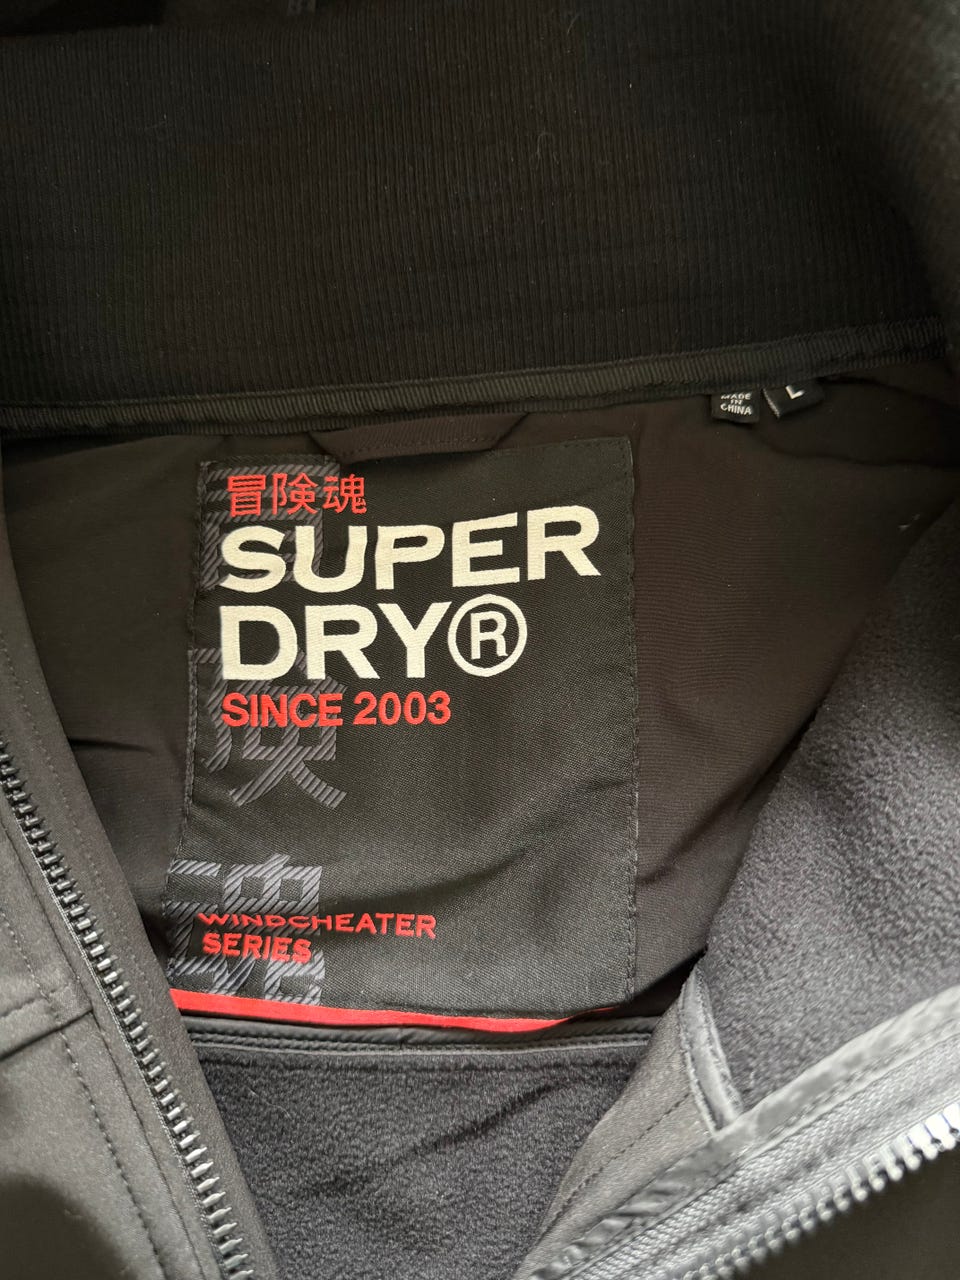 MADE
IN
CHINA
L
冒険魂
SUPER
DRY®
SINCE 2003
WINDCHEATER
SERIES